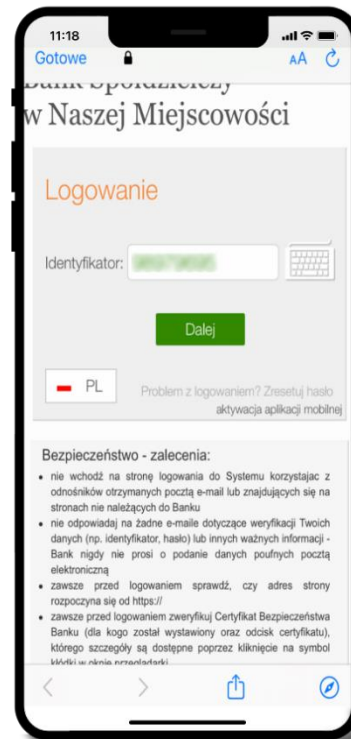 11:18
Gotowe
AA
Bank Spółdzielczy
w Naszej Miejscowości
Logowanie
Identyfikator:
Dalej
PL
Problem z logowaniem? Zresetuj hasło
aktywacja aplikacji mobilnej
Bezpieczeństwo - zalecenia:
• nie wchodź na stronę logowania do Systemu korzystając z
odnośników otrzymanych pocztą e-mail lub znajdujących się na
stronach nie należących do Banku
• nie odpowiadaj na żadne e-maile dotyczące weryfikacji Twoich
danych (np. identyfikator, hasło) lub innych ważnych informacji -
Bank nigdy nie prosi o podanie danych poufnych pocztą
elektroniczną
• zawsze przed logowaniem sprawdź, czy adres strony
rozpoczyna się od https://
• zawsze przed logowaniem zweryfikuj Certyfikat Bezpieczeństwa
Banku (dla kogo został wystawiony oraz odcisk certyfikatu),
którego szczegóły są dostępne poprzez kliknięcie na symbol
kłódki w oknie przeglądarki